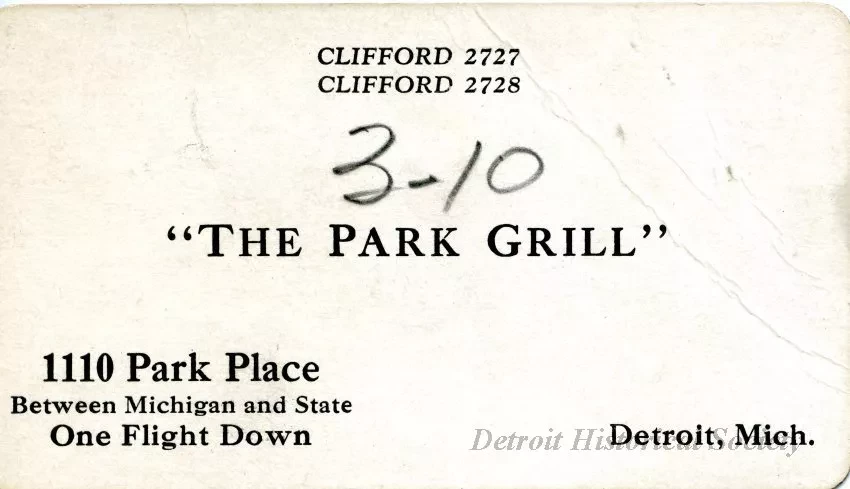 CLIFFORD 2727
CLIFFORD 2728
3-10
“THE PARK GRILL”
1110 Park Place
Between Michigan and State
One Flight Down
Detroit, Mich.
Detroit Historical Society